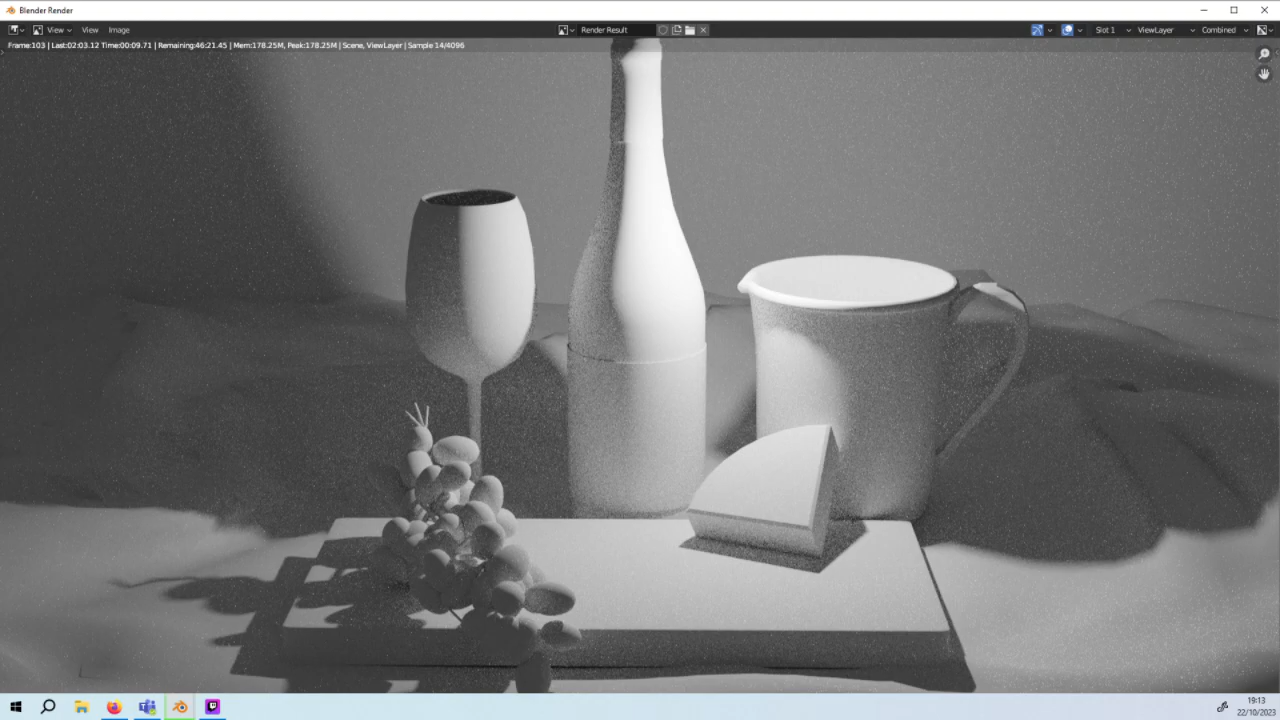 Blender Render
View View Image Render Result Slot 1 ViewLayer Combined
Frame:103 | Last:02:03.12 Time:00:09.71 | Remaining:46:21.45 | Mem:178.25M, Peak:178.25M | Scene, ViewLayer | Sample 14/4096
19:13
22/10/2023